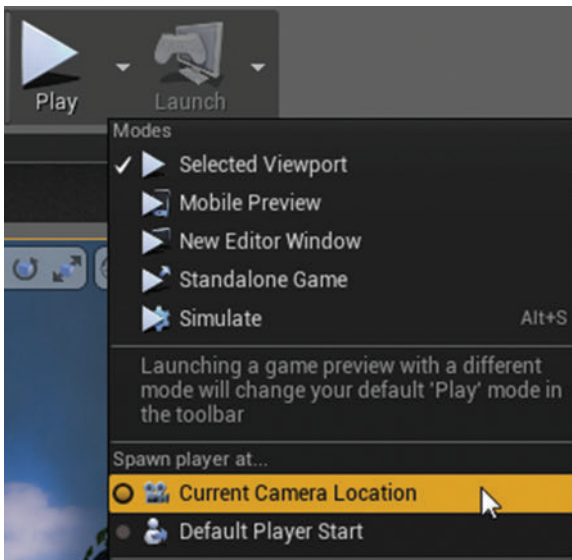 Play
Launch
Modes
Selected Viewport
Mobile Preview
New Editor Window
Standalone Game
Simulate Alt+S
Launching a game preview with a different
mode will change your default 'Play' mode in
the toolbar
Spawn player at...
Current Camera Location
Default Player Start